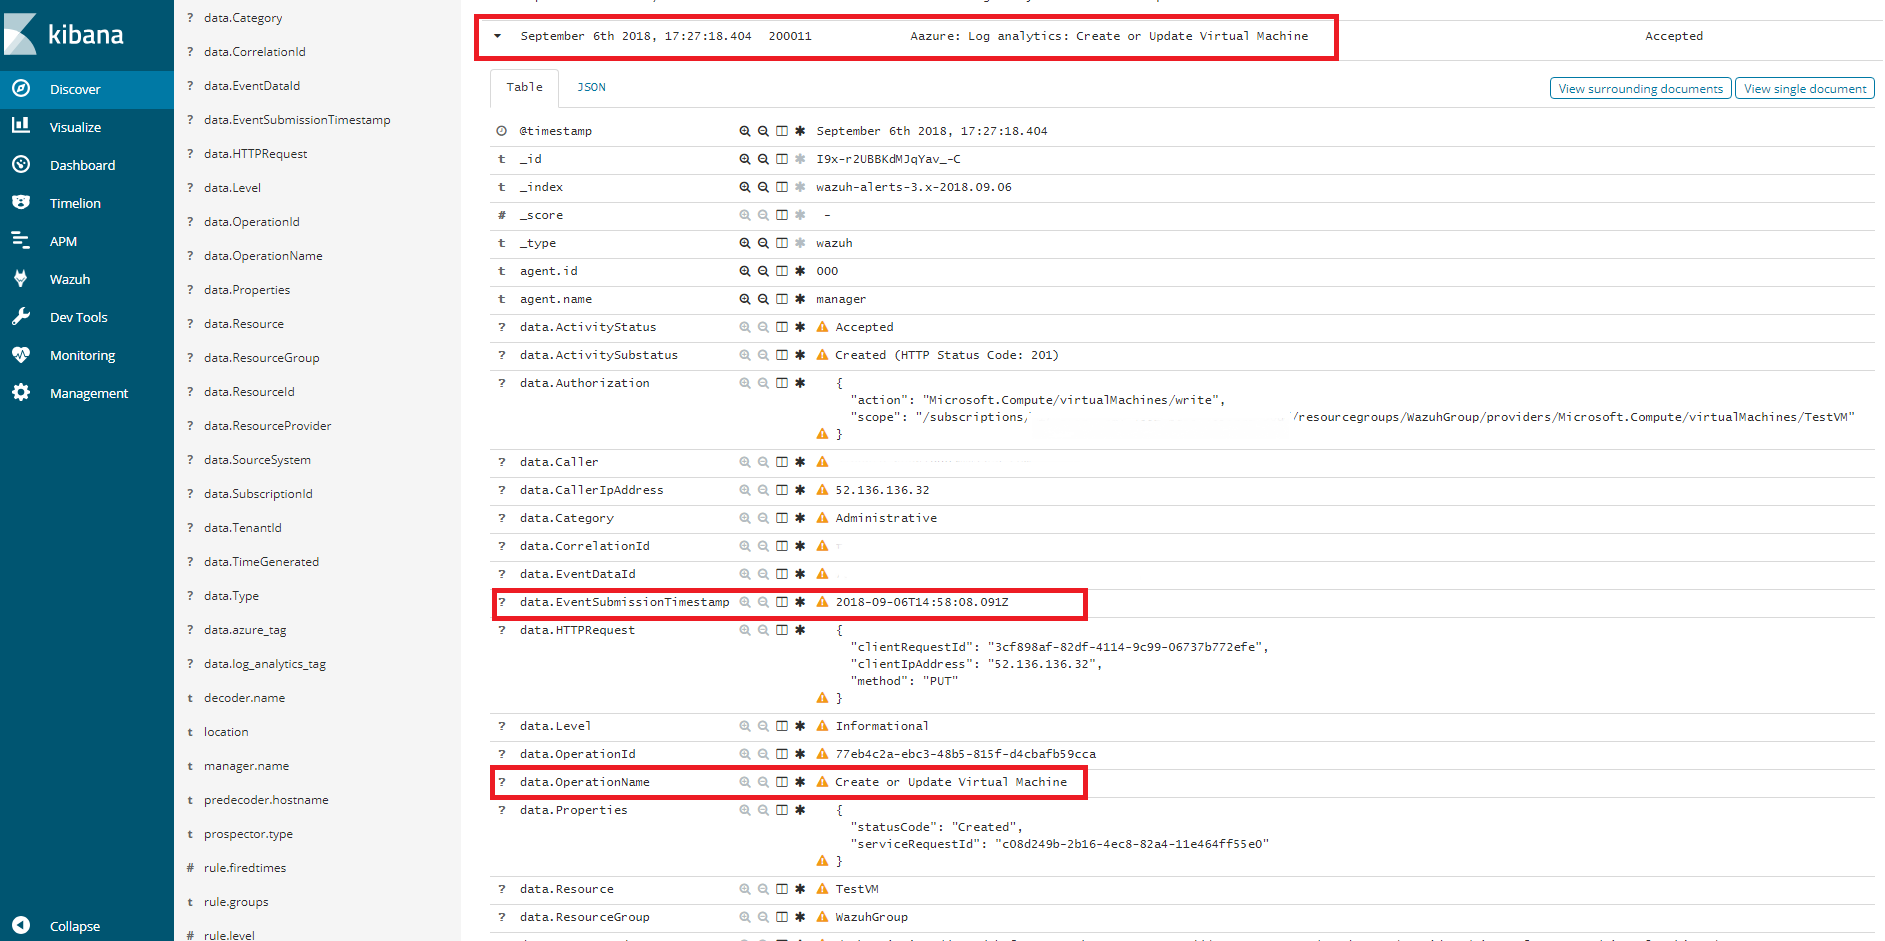 kibana
Discover
Visualize
Dashboard
Timelion
APM
Wazuh
Dev Tools
Monitoring
Management
Collapse
? data.Category
? data.CorrelationId
? data.EventDataId
? data.EventSubmissionTimestamp
? data.HTTPRequest
? data.Level
? data.OperationId
? data.OperationName
? data.Properties
? data.Resource
? data.ResourceGroup
? data.ResourceId
? data.ResourceProvider
? data.SourceSystem
? data.SubscriptionId
? data.TenantId
? data.TimeGenerated
? data.Type
? data.azure_tag
? data.log_analytics_tag
t decoder.name
t location
t manager.name
t predecoder.hostname
t prospector.type
# rule.firedtimes
t rule.groups
# rule.level
September 6th 2018, 17:27:18.404 200011 Aazure: Log analytics: Create or Update Virtual Machine Accepted
Table JSON View surrounding documents View single document
@timestamp September 6th 2018, 17:27:18.404
t _id I9x-r2UBBKdMJqYav_-C
t _index wazuh-alerts-3.x-2018.09.06
# _score -
t _type wazuh
t agent.id 000
t agent.name manager
? data.ActivityStatus Accepted
? data.ActivitySubstatus Created (HTTP Status Code: 201)
? data.Authorization {
"action": "Microsoft.Compute/virtualMachines/write",
"scope": "/subscriptions/ /resourcegroups/WazuhGroup/providers/Microsoft.Compute/virtualMachines/TestVM"
}
? data.Caller
? data.CallerIpAddress 52.136.136.32
? data.Category Administrative
? data.CorrelationId
? data.EventDataId
? data.EventSubmissionTimestamp 2018-09-06T14:58:08.091Z
? data.HTTPRequest {
"clientRequestId": "3cf898af-82df-4114-9c99-06737b772efe",
"clientIpAddress": "52.136.136.32",
"method": "PUT"
}
? data.Level Informational
? data.OperationId 77eb4c2a-ebc3-48b5-815f-d4cbafb59cca
? data.OperationName Create or Update Virtual Machine
? data.Properties {
"statusCode": "Created",
"serviceRequestId": "c08d249b-2b16-4ec8-82a4-11e464ff55e0"
}
? data.Resource TestVM
? data.ResourceGroup WazuhGroup